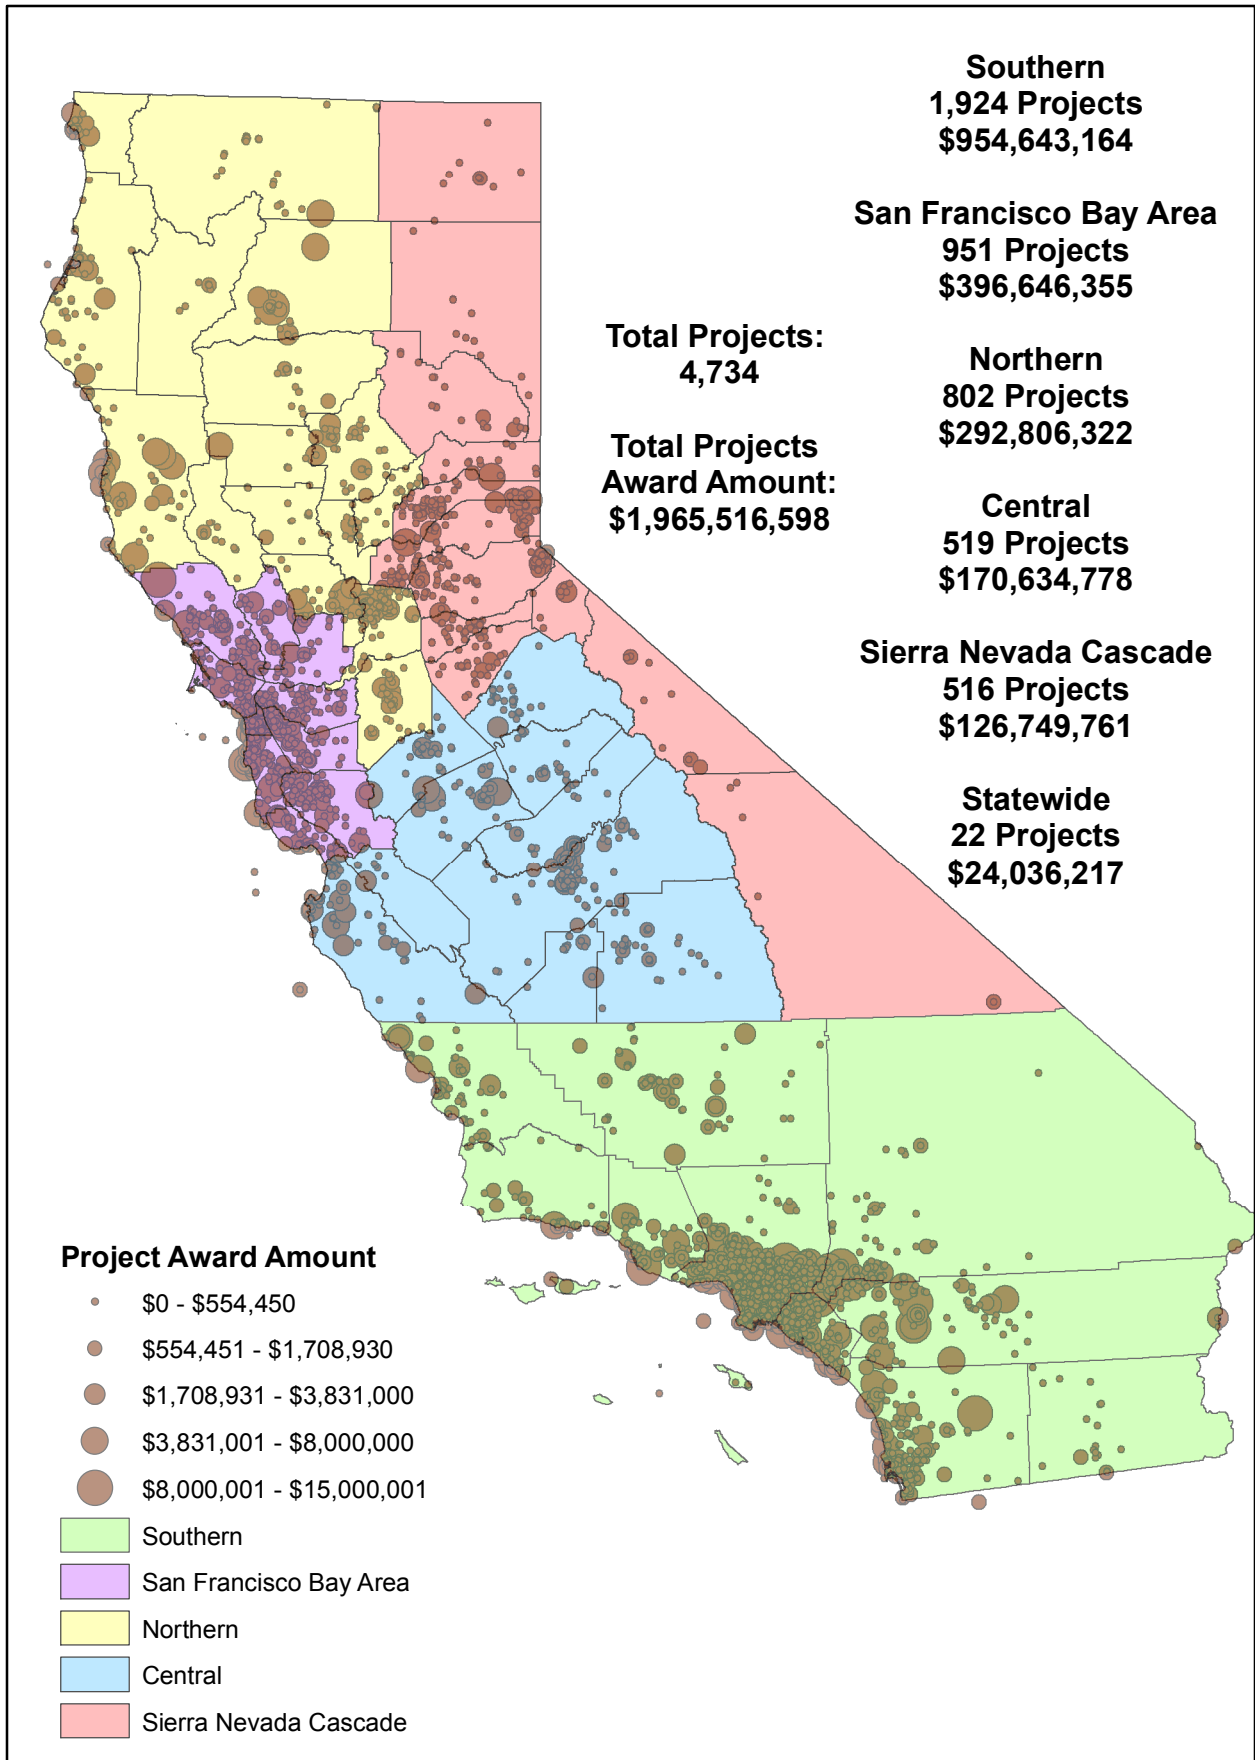 Southern
1,924 Projects
$954,643,164
San Francisco Bay Area
951 Projects
$396,646,355
Total Projects:
4,734
Northern
802 Projects
$292,806,322
Total Projects
Award Amount:
$1,965,516,598
Central
519 Projects
$170,634,778
Sierra Nevada Cascade
516 Projects
$126,749,761
Statewide
22 Projects
$24,036,217
Project Award Amount
$0 - $554,450
$554,451 - $1,708,930
$1,708,931 - $3,831,000
$3,831,001 - $8,000,000
$8,000,001 - $15,000,001
Southern
San Francisco Bay Area
Northern
Central
Sierra Nevada Cascade